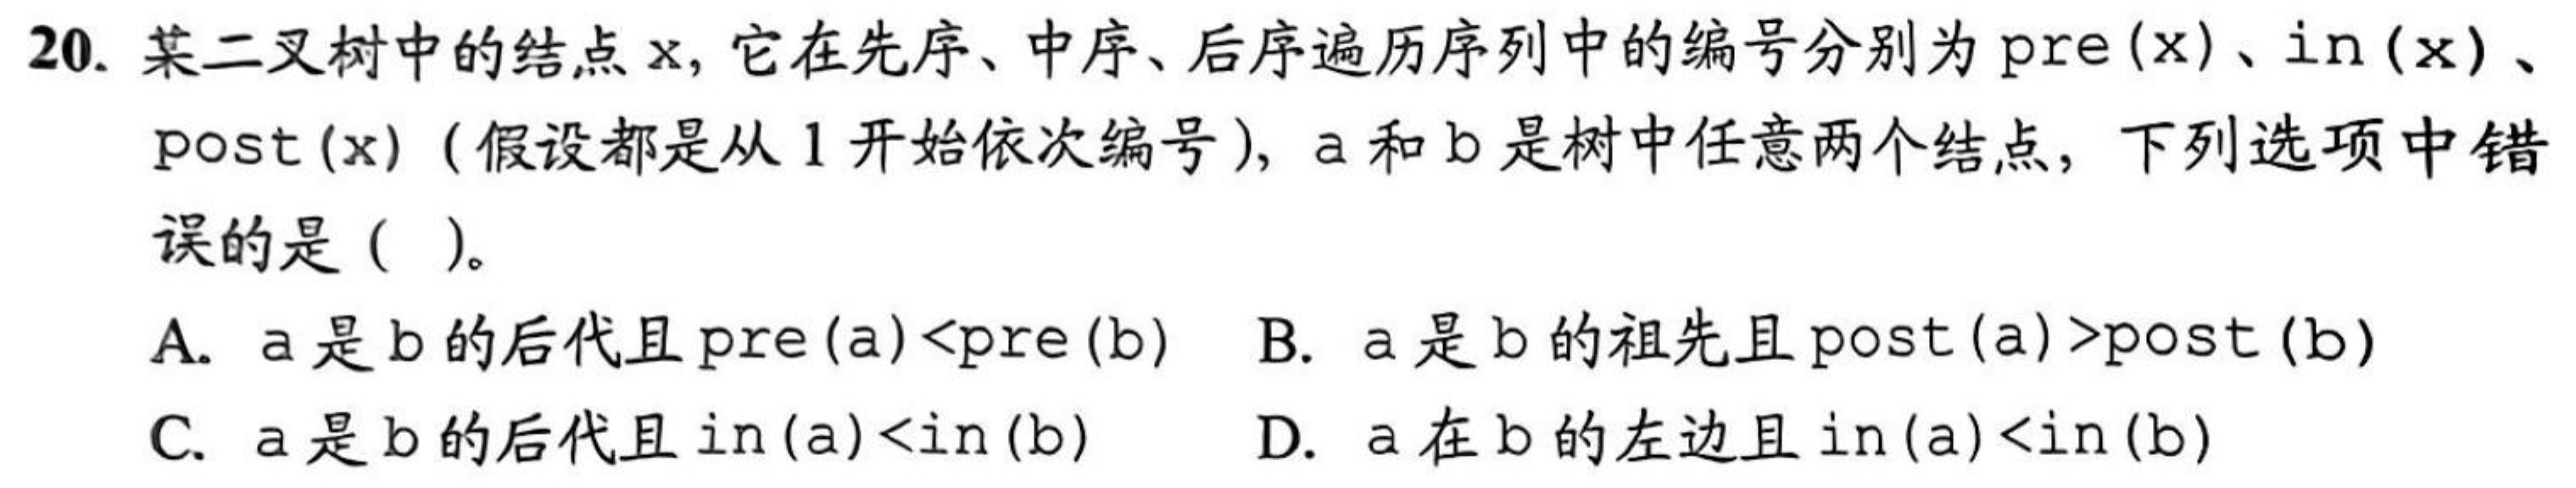 20. 某二叉树中的结点 x, 它在先序、中序、后序遍历序列中的编号分别为 pre(x)、in(x)、
post(x)（假设都是从 1 开始依次编号）, a 和 b 是树中任意两个结点, 下列选项中错
误的是（ ）。
A. a 是 b 的后代且 pre(a)<pre(b) B. a 是 b 的祖先且 post(a)>post(b)
C. a 是 b 的后代且 in(a)<in(b) D. a 在 b 的左边且 in(a)<in(b)